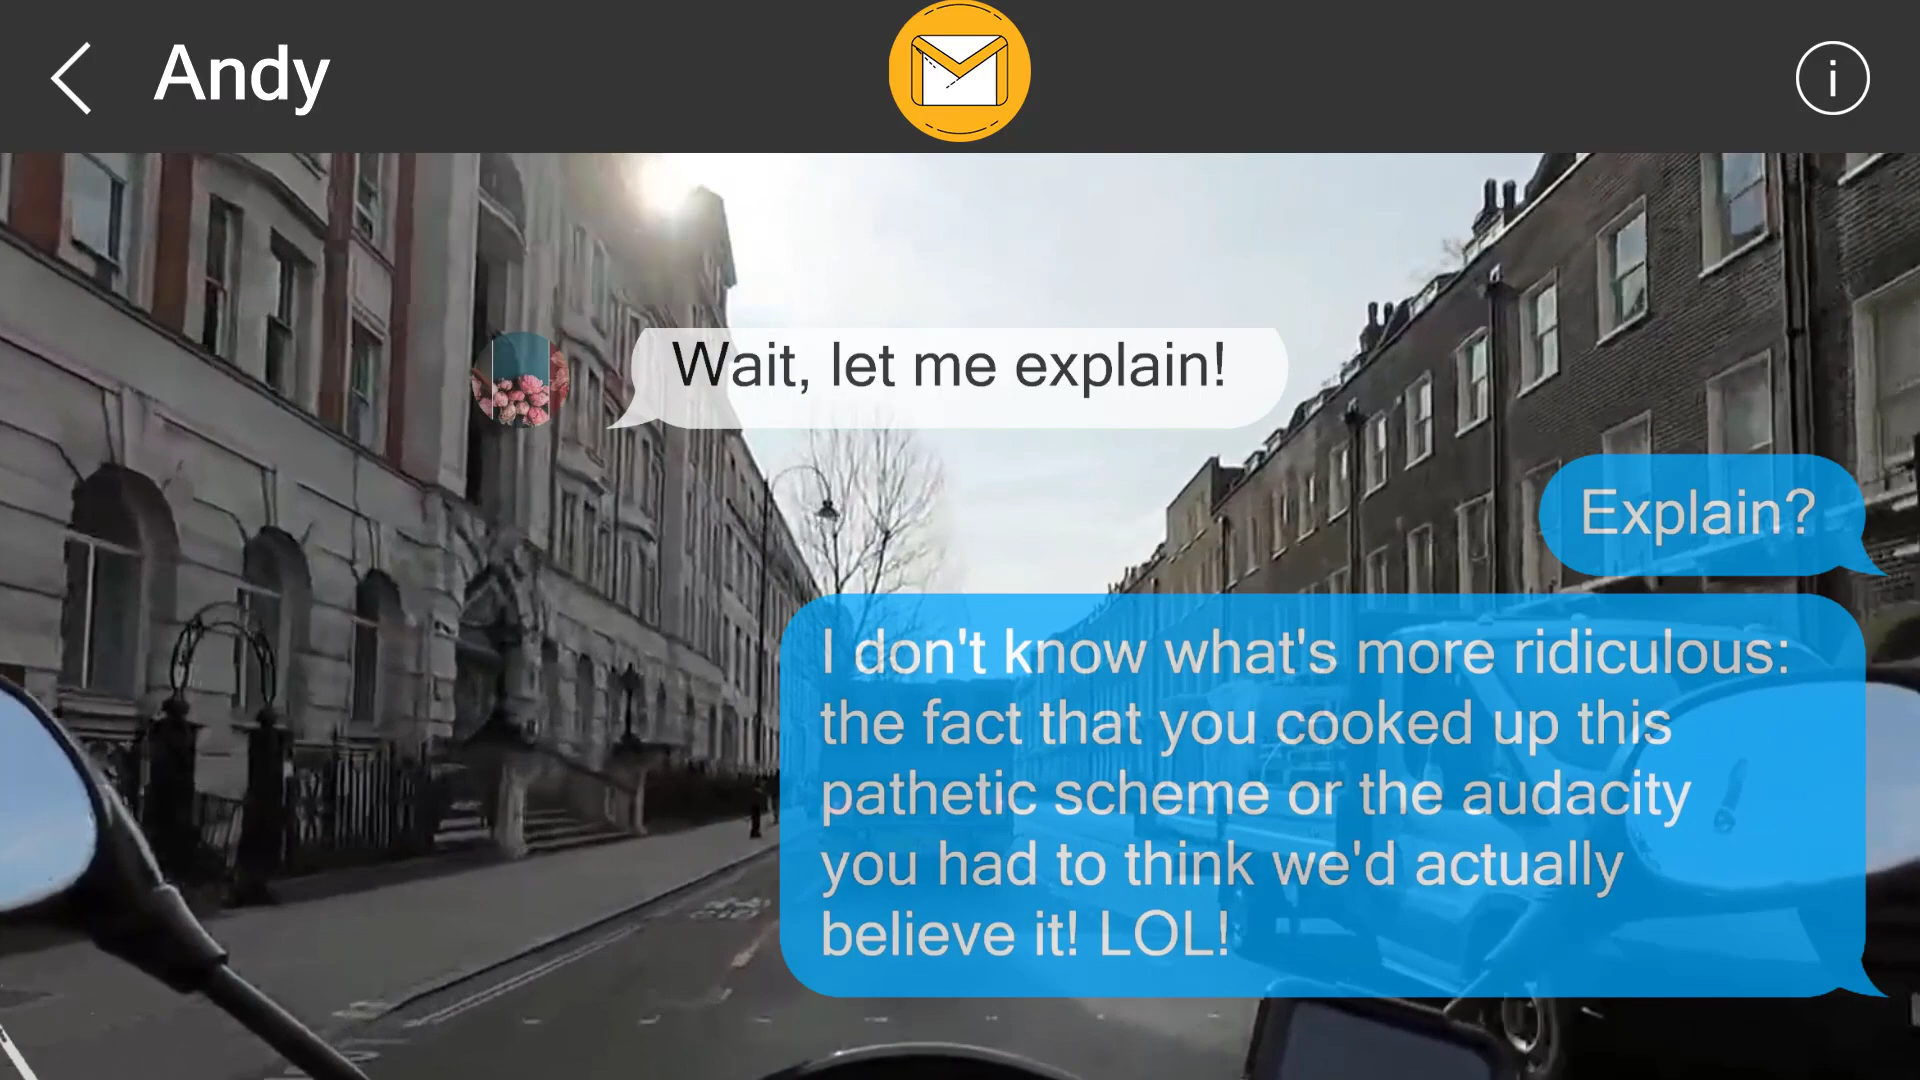 Andy
i
Wait, let me explain!
Explain?
I don't know what's more ridiculous:
the fact that you cooked up this
pathetic scheme or the audacity
you had to think we'd actually
believe it! LOL!